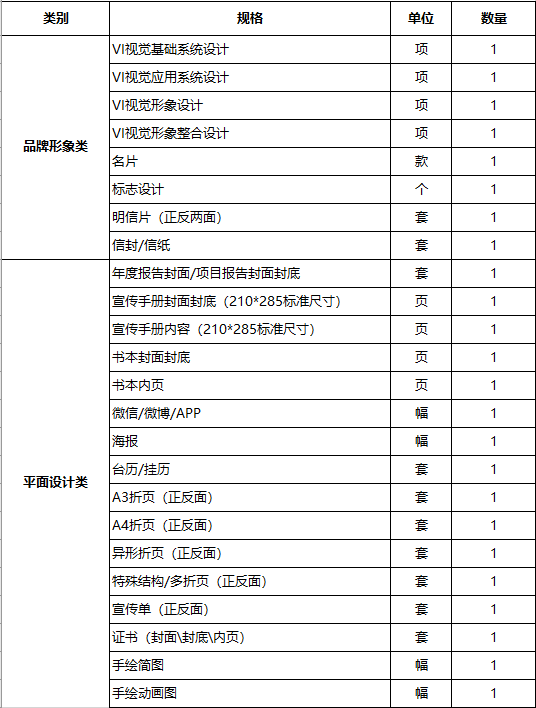 类别 规格 单位 数量
品牌形象类
VI视觉基础系统设计 项 1
VI视觉应用系统设计 项 1
VI视觉形象设计 项 1
VI视觉形象整合设计 项 1
名片 款 1
标志设计 个 1
明信片（正反两面） 套 1
信封/信纸 套 1
平面设计类
年度报告封面/项目报告封面封底 套 1
宣传手册封面封底（210*285标准尺寸） 页 1
宣传手册内容（210*285标准尺寸） 页 1
书本封面封底 页 1
书本内页 页 1
微信/微博/APP 幅 1
海报 幅 1
台历/挂历 套 1
A3折页（正反面） 套 1
A4折页（正反面） 套 1
异形折页（正反面） 套 1
特殊结构/多折页（正反面） 套 1
宣传单（正反面） 套 1
证书（封面\封底\内页） 套 1
手绘简图 幅 1
手绘动画图 幅 1